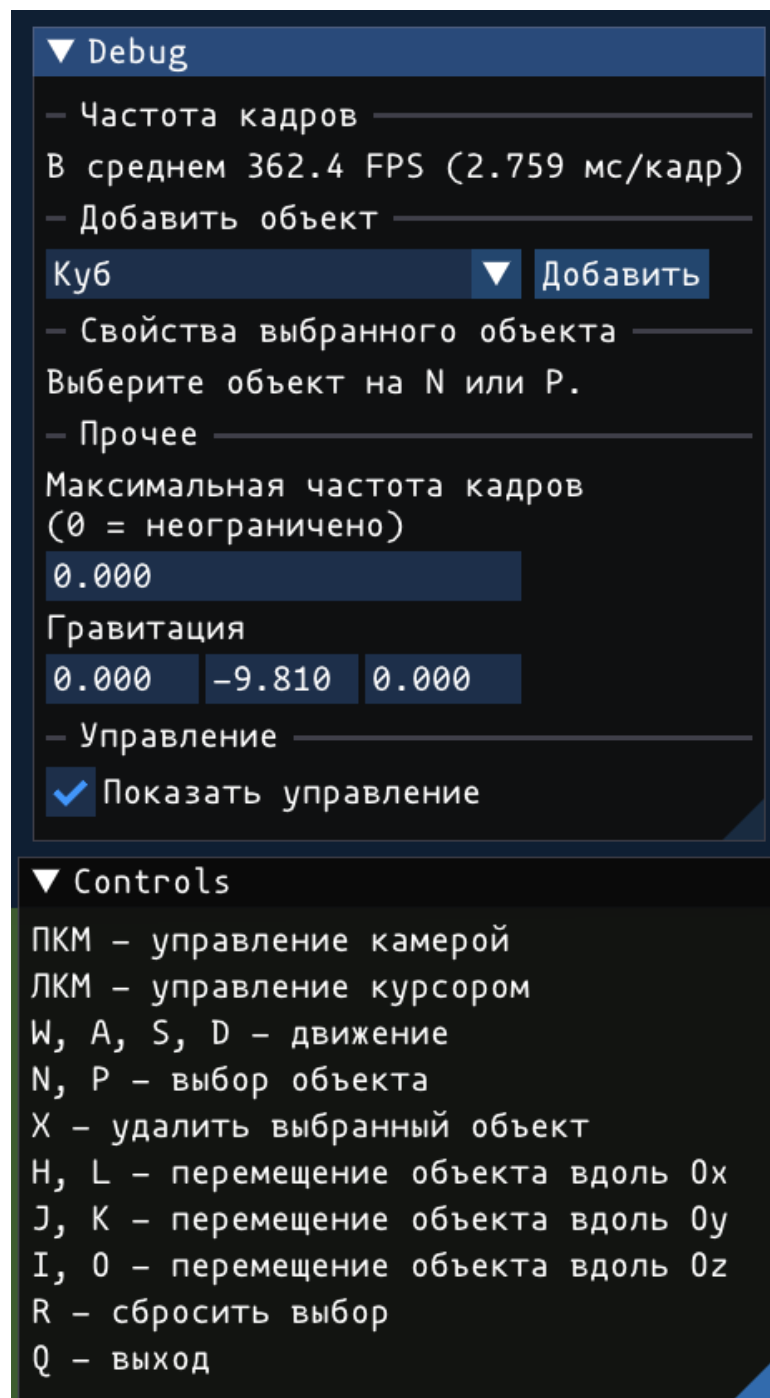 Debug
Частота кадров
В среднем 362.4 FPS (2.759 мс/кадр)
Добавить объект
Куб Добавить
Свойства выбранного объекта
Выберите объект на N или P.
Прочее
Максимальная частота кадров
(0 = неограничено)
0.000
Гравитация
0.000 -9.810 0.000
Управление
Показать управление
Controls
ПКМ – управление камерой
ЛКМ – управление курсором
W, A, S, D – движение
N, P – выбор объекта
X – удалить выбранный объект
H, L – перемещение объекта вдоль Ox
J, K – перемещение объекта вдоль Oy
I, O – перемещение объекта вдоль Oz
R – сбросить выбор
Q – выход